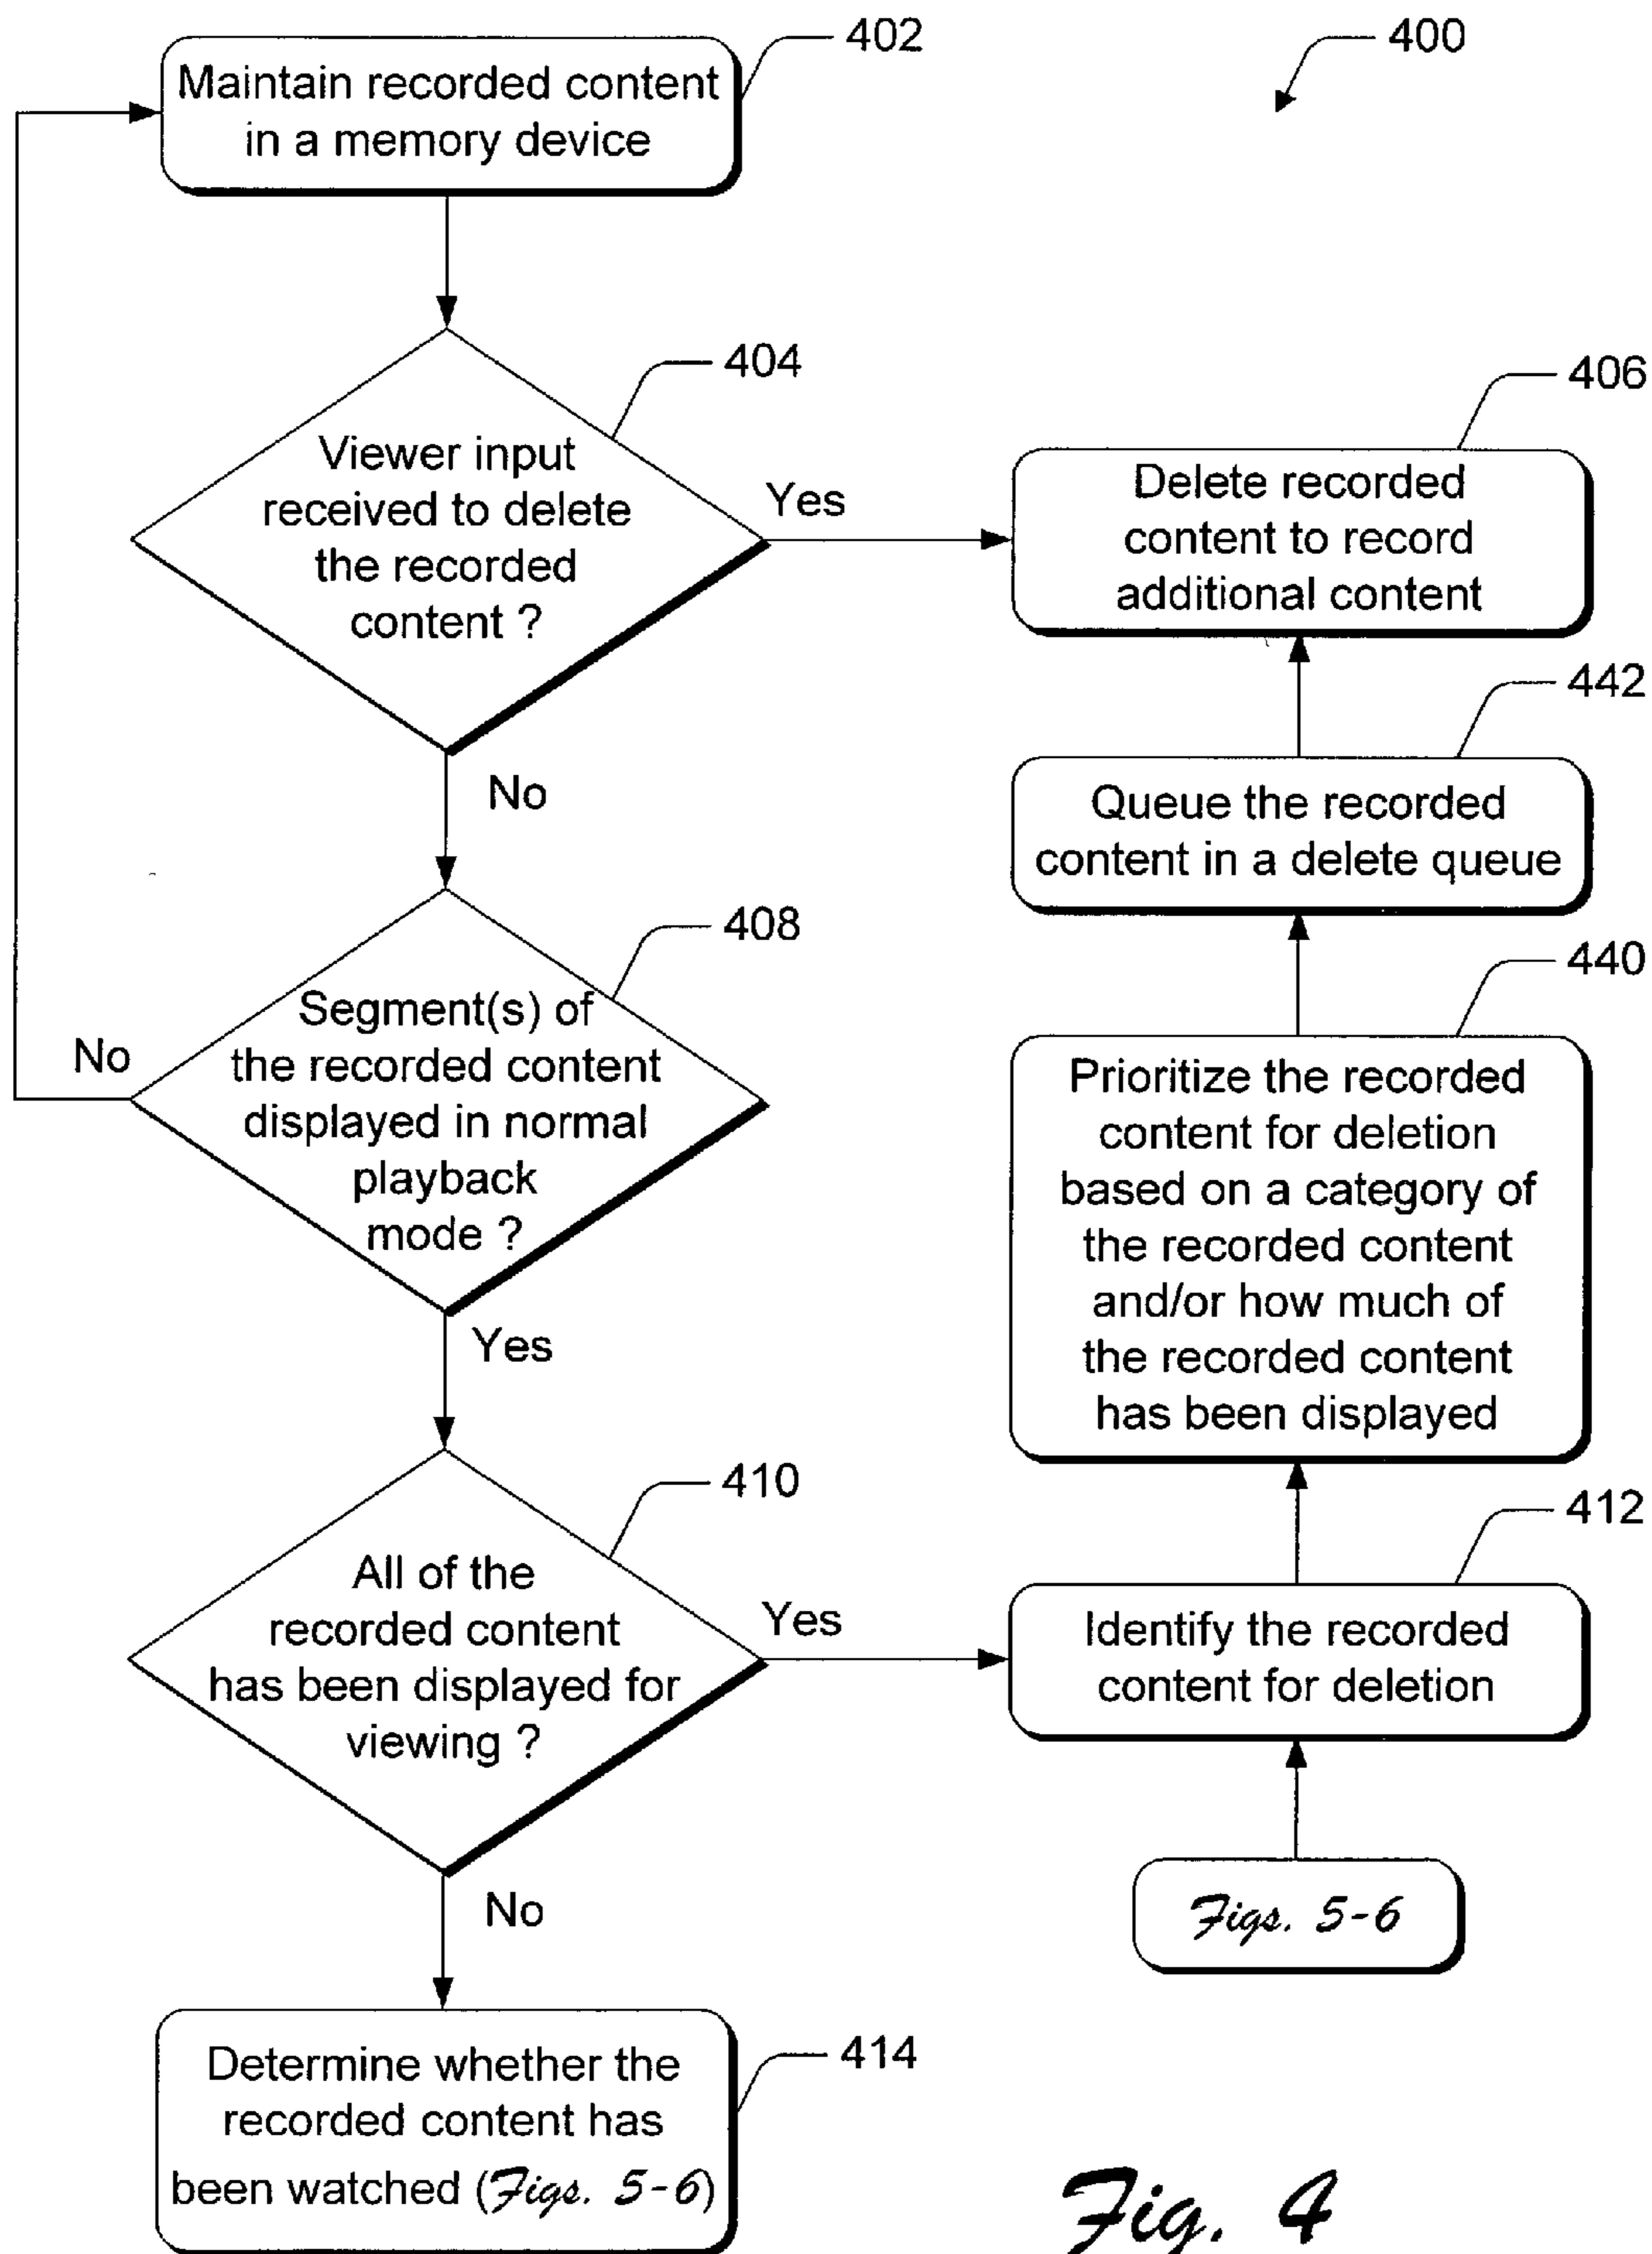 402
400
Maintain recorded content
in a memory device
404
Viewer input
received to delete
the recorded
content ?
Yes
No
406
Delete recorded
content to record
additional content
442
Queue the recorded
content in a delete queue
408
Segment(s) of
the recorded content
displayed in normal
playback
mode ?
No
Yes
440
Prioritize the recorded
content for deletion
based on a category of
the recorded content
and/or how much of
the recorded content
has been displayed
410
All of the
recorded content
has been displayed for
viewing ?
Yes
No
412
Identify the recorded
content for deletion
Figs. 5-6
414
Determine whether the
recorded content has
been watched (Figs. 5-6)
Fig. 4